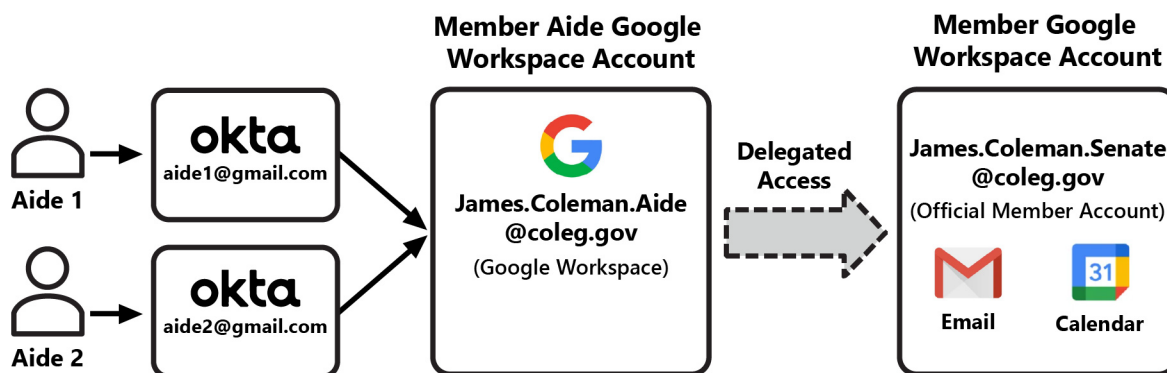 Member Aide Google
Workspace Account
Member Google
Workspace Account
Aide 1
okta
aide1@gmail.com
Aide 2
okta
aide2@gmail.com
James.Coleman.Aide
@coleg.gov
(Google Workspace)
Delegated
Access
James.Coleman.Senate
@coleg.gov
(Official Member Account)
31
Email
Calendar